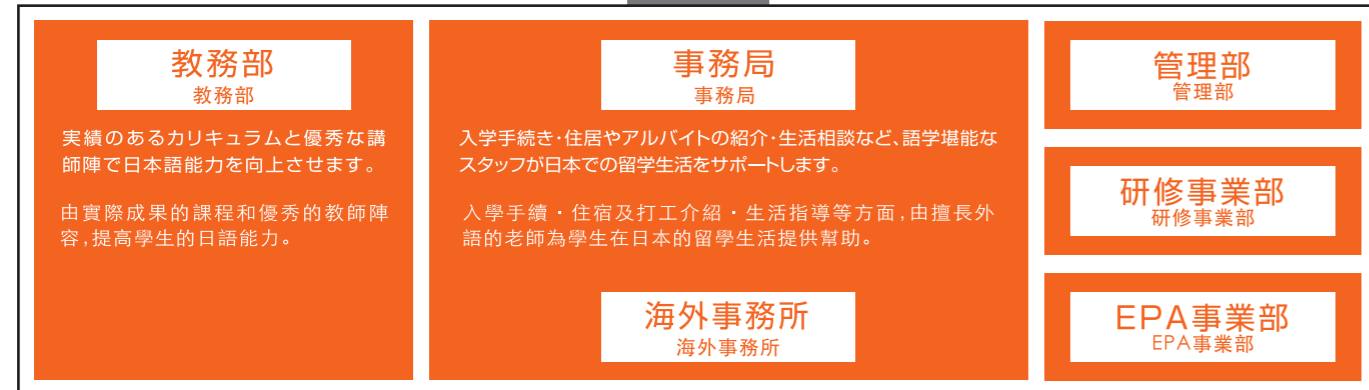 教務部
教務部
実績のあるカリキュラムと優秀な講
師陣で日本語能力を向上させます。
由實際成果的課程和優秀的教師陣
容,提高學生的日語能力。
事務局
事務局
入学手続き・住居やアルバイトの紹介・生活相談など、語学堪能な
スタッフが日本での留学生活をサポートします。
入學手續・住宿及打工介紹・生活指導等方面,由擅長外
語的老師為學生在日本的留學生活提供幫助。
海外事務所
海外事務所
管理部
管理部
研修事業部
研修事業部
EPA事業部
EPA事業部